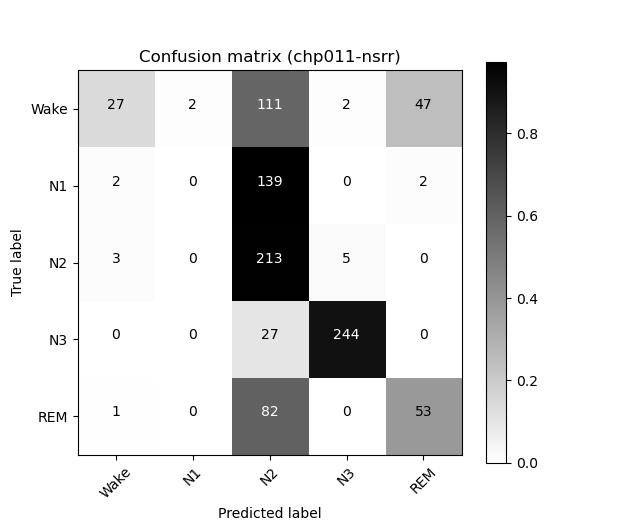 Confusion matrix (chp011-nsrr)
True label
Wake 27 2 111 2 47
N1 2 0 139 0 2
N2 3 0 213 5 0
N3 0 0 27 244 0
REM 1 0 82 0 53
Wake N1 N2 N3 REM
Predicted label
0.8
0.6
0.4
0.2
0.0